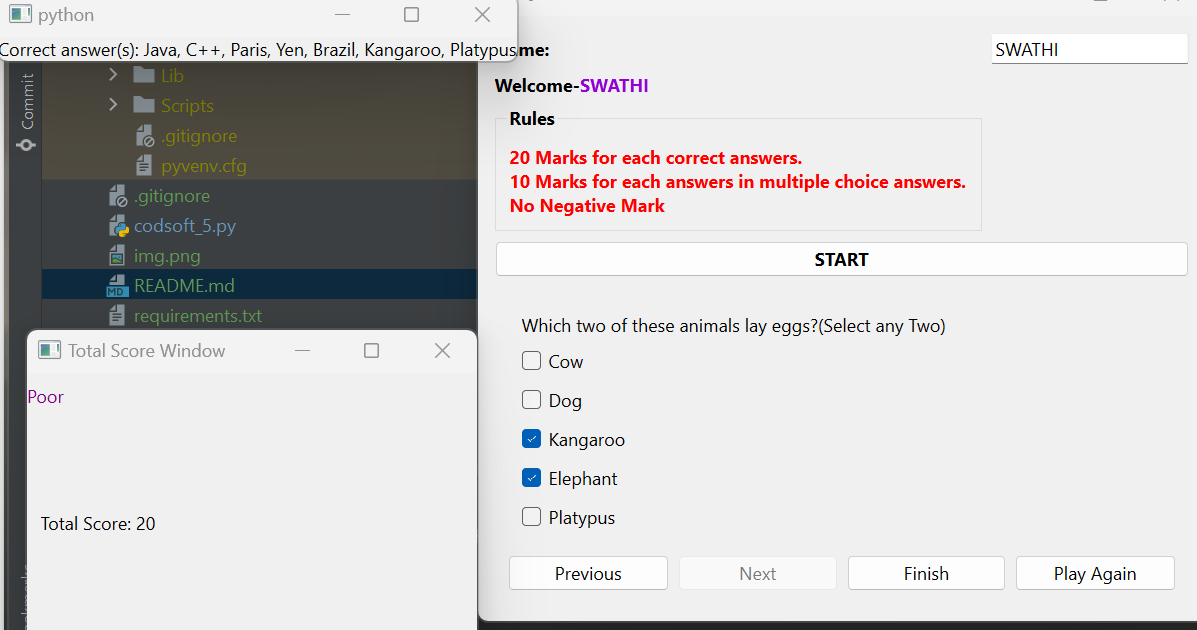 python
Correct answer(s): Java, C++, Paris, Yen, Brazil, Kangaroo, Platypus
me:
SWATHI
Welcome-SWATHI
Rules
20 Marks for each correct answers.
10 Marks for each answers in multiple choice answers.
No Negative Mark
START
Which two of these animals lay eggs?(Select any Two)
Cow
Dog
Kangaroo
Elephant
Platypus
Previous
Next
Finish
Play Again
Commit
Lib
Scripts
.gitignore
pyvenv.cfg
.gitignore
codsoft_5.py
img.png
MD README.md
requirements.txt
Total Score Window
Poor
Total Score: 20